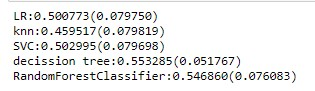 LR:0.500773(0.079750)
knn:0.459517(0.079819)
SVC:0.502995(0.079698)
decission tree:0.553285(0.051767)
RandomForestClassifier:0.546860(0.076083)